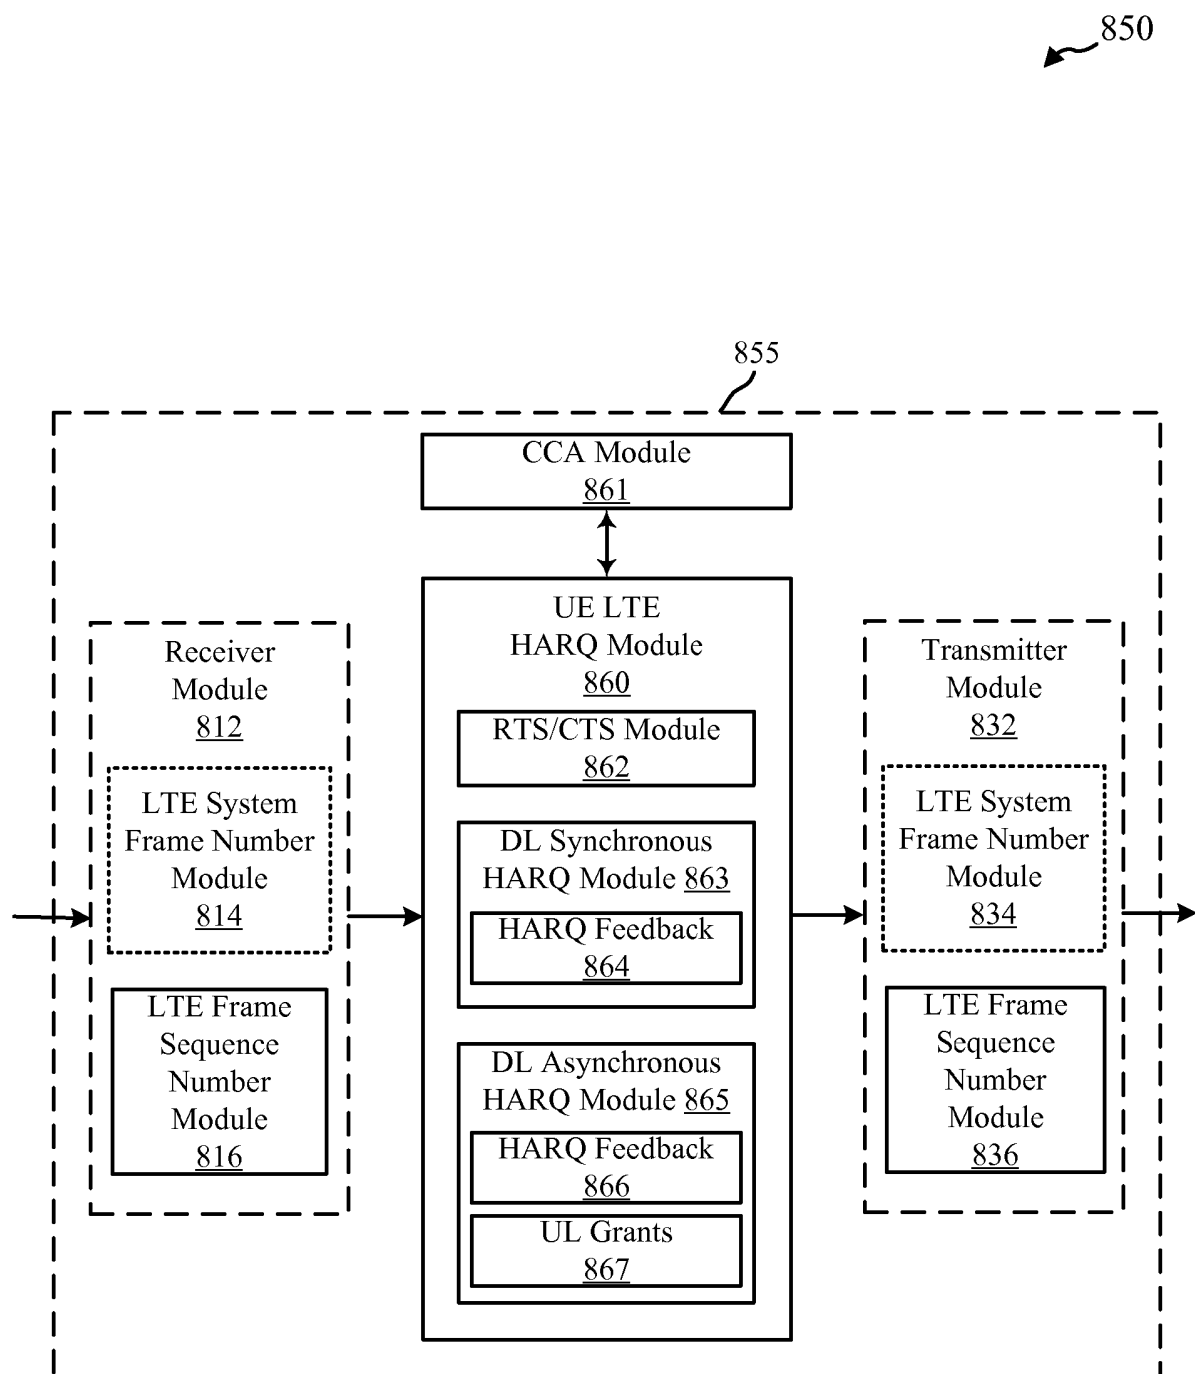 850
855
CCA Module
861
UE LTE
HARQ Module
860
RTS/CTS Module
862
DL Synchronous
HARQ Module 863
HARQ Feedback
864
DL Asynchronous
HARQ Module 865
HARQ Feedback
866
UL Grants
867
Receiver
Module
812
LTE System
Frame Number
Module
814
LTE Frame
Sequence
Number
Module
816
Transmitter
Module
832
LTE System
Frame Number
Module
834
LTE Frame
Sequence
Number
Module
836